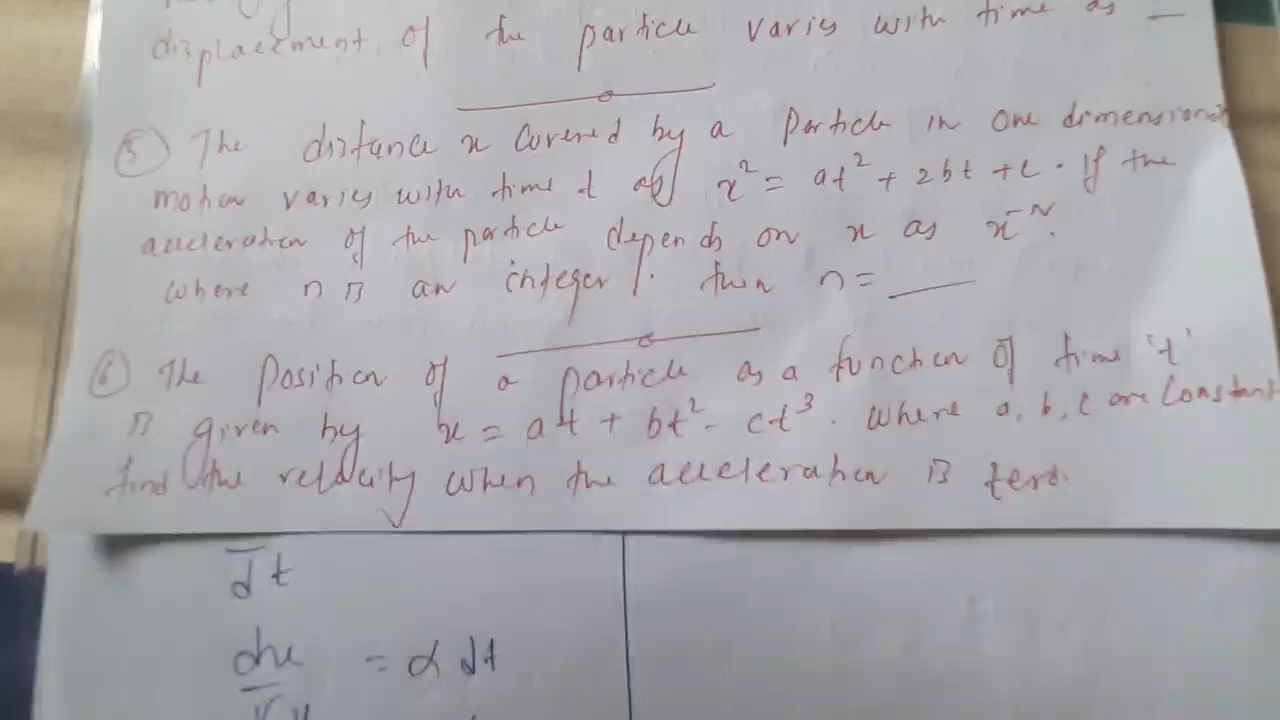 displacement of the particle varies with time as —
⑤ The distance x covered by a particle in one dimensional
motion varies with time t as x² = at² + 2bt + c. If the
acceleration of the particle depends on x as x⁻ᴺ.
where n is an integer. then n = ___
⑥ The position of a particle as a function of time 't'
is given by x = at + bt² - ct³. where a, b, c are constant
find the velocity when the acceleration is zero.
dt
dx = α dt